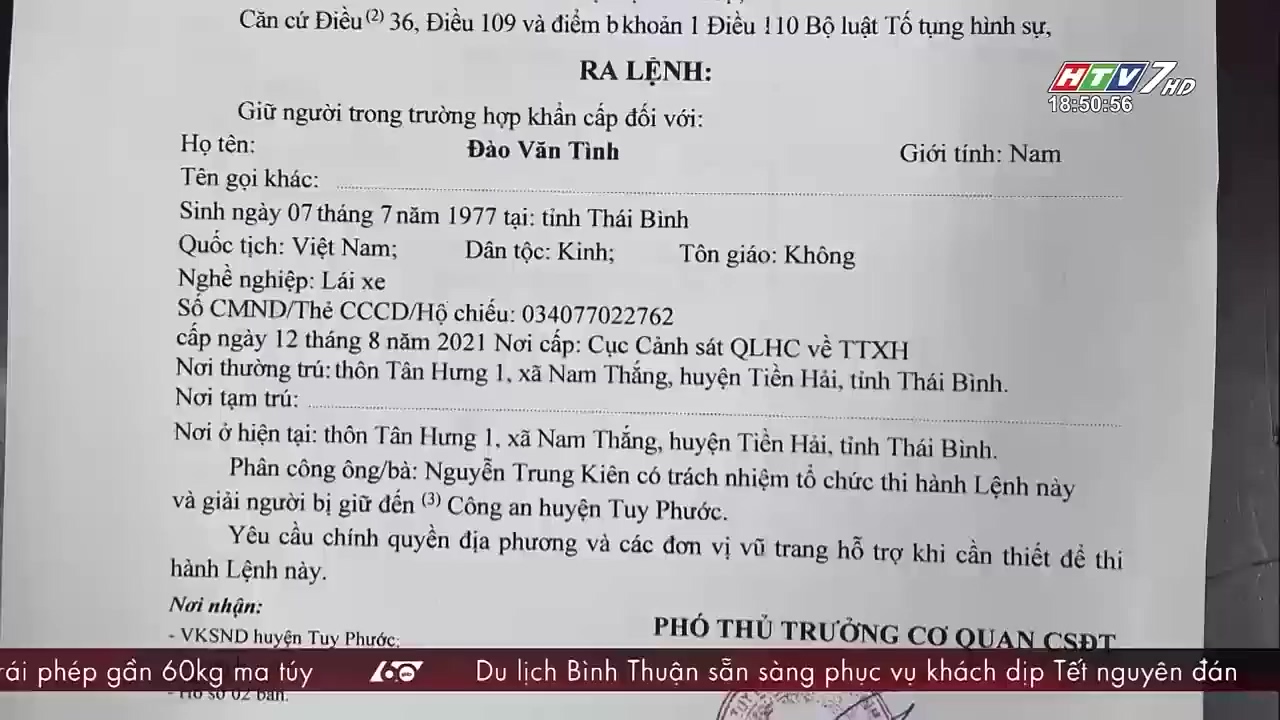 Căn cứ Điều (2) 36, Điều 109 và điểm b khoản 1 Điều 110 Bộ luật Tố tụng hình sự,
RA LỆNH:
HTV7 HD
18:50:56
Giữ người trong trường hợp khẩn cấp đối với:
Họ tên: Đào Văn Tình Giới tính: Nam
Tên gọi khác:
Sinh ngày 07 tháng 7 năm 1977 tại: tỉnh Thái Bình
Quốc tịch: Việt Nam; Dân tộc: Kinh; Tôn giáo: Không
Nghề nghiệp: Lái xe
Số CMND/Thẻ CCCD/Hộ chiếu: 034077022762
cấp ngày 12 tháng 8 năm 2021 Nơi cấp: Cục Cảnh sát QLHC về TTXH
Nơi thường trú: thôn Tân Hưng 1, xã Nam Thắng, huyện Tiền Hải, tỉnh Thái Bình.
Nơi tạm trú:
Nơi ở hiện tại: thôn Tân Hưng 1, xã Nam Thắng, huyện Tiền Hải, tỉnh Thái Bình.
Phân công ông/bà: Nguyễn Trung Kiên có trách nhiệm tổ chức thi hành Lệnh này
và giải người bị giữ đến (3) Công an huyện Tuy Phước.
Yêu cầu chính quyền địa phương và các đơn vị vũ trang hỗ trợ khi cần thiết để thi
hành Lệnh này.
Nơi nhận:
- VKSND huyện Tuy Phước;
PHÓ THỦ TRƯỞNG CƠ QUAN CSĐT
rái phép gần 60kg ma túy 60 Du lịch Bình Thuận sẵn sàng phục vụ khách dịp Tết nguyên đán
- Hồ sơ 02 bản.